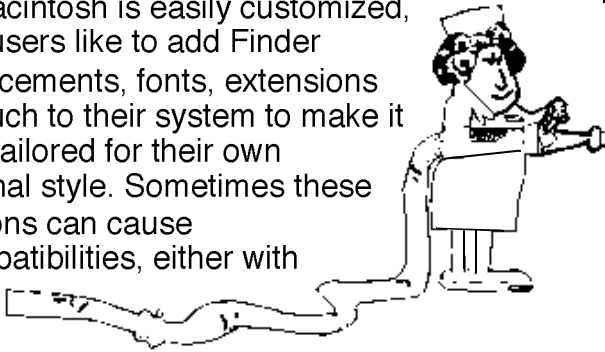 acintosh is easily customized,
users like to add Finder
cements, fonts, extensions
uch to their system to make it
ailored for their own
nal style. Sometimes these
ons can cause
patibilities, either with